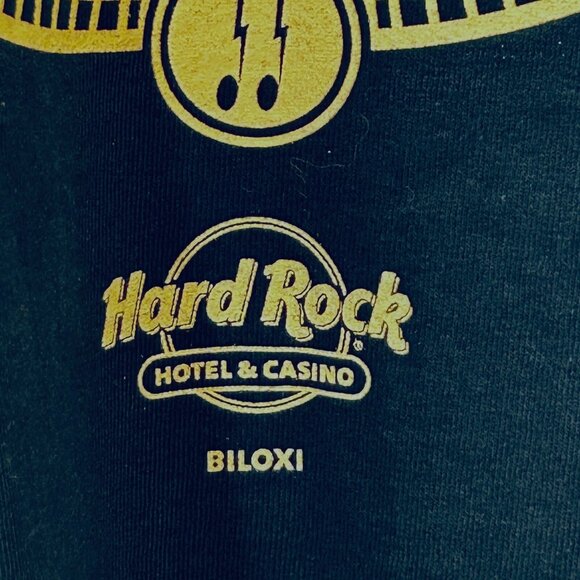 Hard Rock
®
HOTEL & CASINO
BILOXI